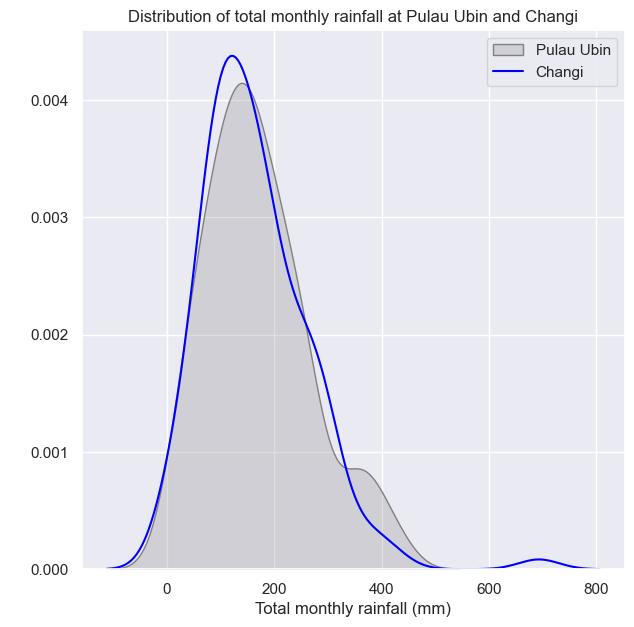 Distribution of total monthly rainfall at Pulau Ubin and Changi
Pulau Ubin
Changi
0.004
0.003
0.002
0.001
0.000
0 200 400 600 800
Total monthly rainfall (mm)